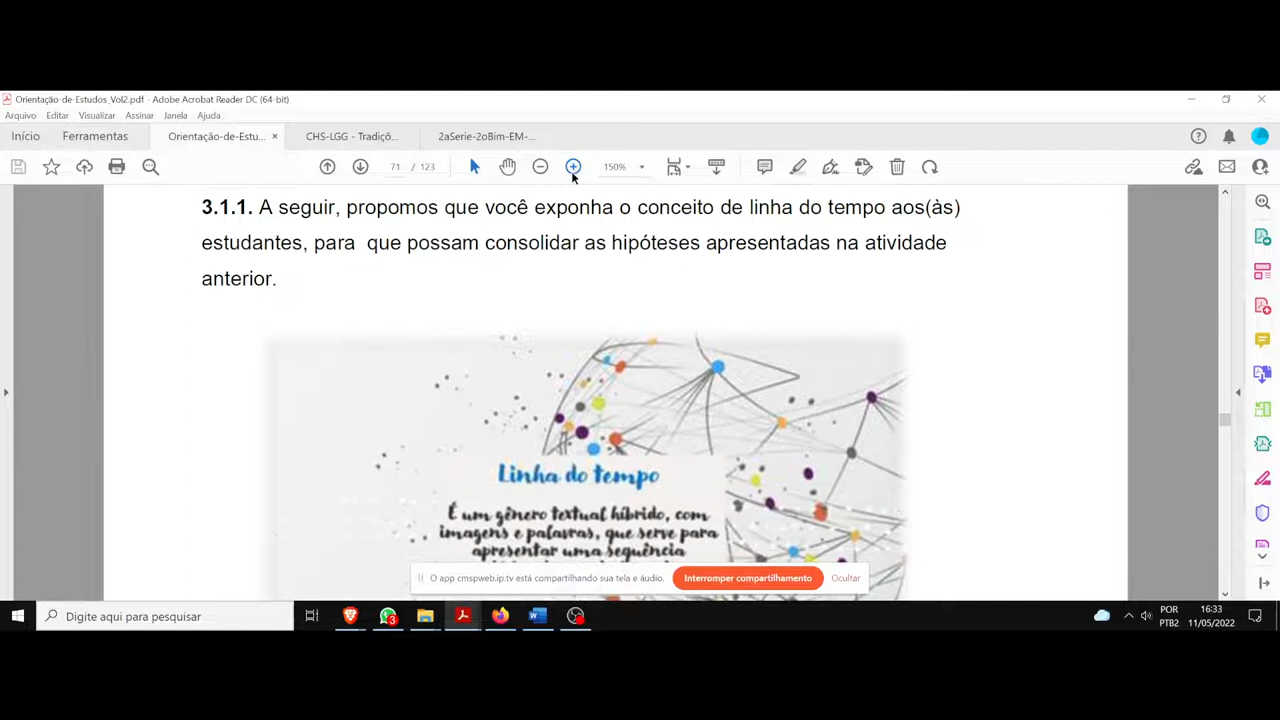 Orientação-de-Estudos_Vol2.pdf - Adobe Acrobat Reader DC (64-bit)
Arquivo Editar Visualizar Assinar Janela Ajuda
Início Ferramentas Orientação-de-Estu... CHS-LGG - Tradiçõ... 2aSerie-2oBim-EM-...
71 / 123 150%
3.1.1. A seguir, propomos que você exponha o conceito de linha do tempo aos(às)
estudantes, para que possam consolidar as hipóteses apresentadas na atividade
anterior.
Linha do tempo
É um gênero textual híbrido, com
imagens e palavras, que serve para
apresentar uma sequência
O app cmspweb.ip.tv está compartilhando sua tela e áudio. Interromper compartilhamento Ocultar
Digite aqui para pesquisar
3
POR
PTB2
16:33
11/05/2022